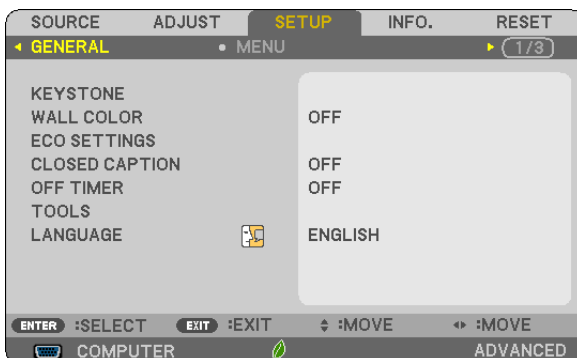 SOURCE ADJUST SETUP INFO. RESET
GENERAL MENU 1/3
KEYSTONE
WALL COLOR OFF
ECO SETTINGS
CLOSED CAPTION OFF
OFF TIMER OFF
TOOLS
LANGUAGE ENGLISH
ENTER :SELECT EXIT :EXIT :MOVE :MOVE
COMPUTER ADVANCED